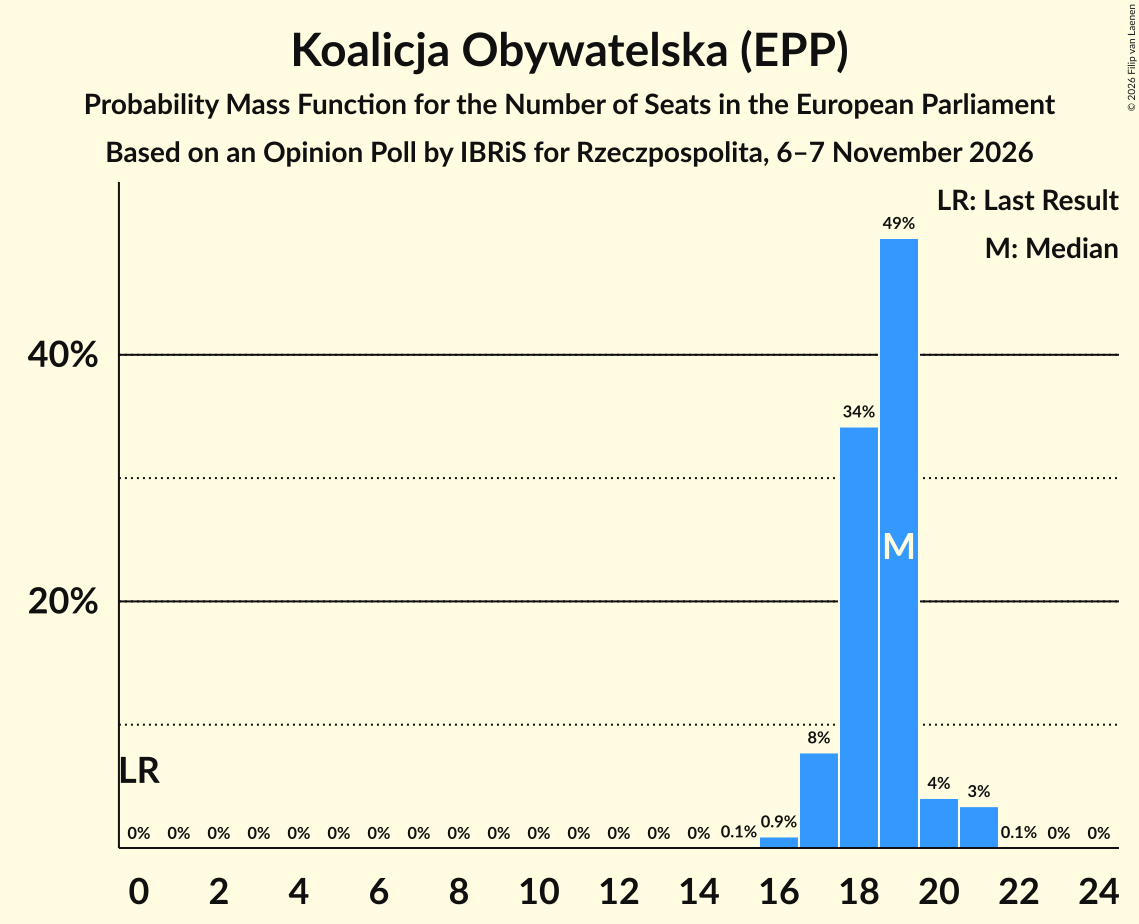 Koalicja Obywatelska (EPP)
Probability Mass Function for the Number of Seats in the European Parliament
Based on an Opinion Poll by IBRiS for Rzeczpospolita, 6–7 November 2026
© 2026 Filip van Laenen
LR: Last Result
M: Median
49%
40%
34%
M
20%
8%
LR
4%
3%
0% 0% 0% 0% 0% 0% 0% 0% 0% 0% 0% 0% 0% 0% 0% 0.1% 0.9% 0.1% 0% 0%
0 2 4 6 8 10 12 14 16 18 20 22 24